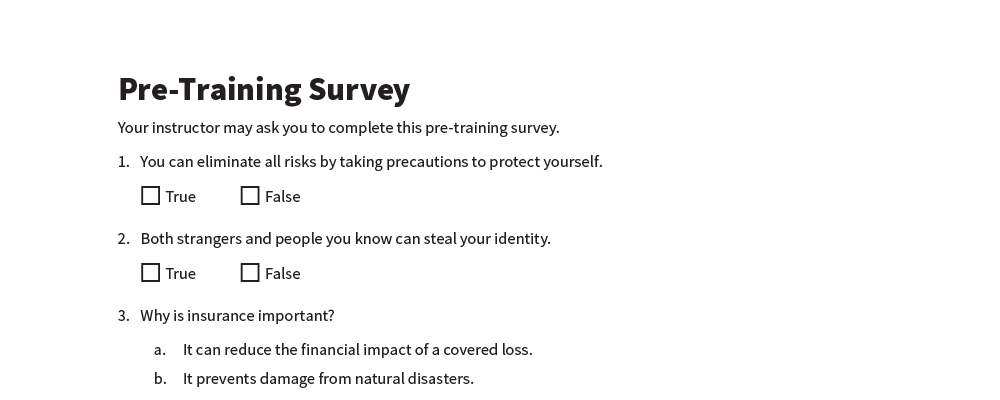 Pre-Training Survey
Your instructor may ask you to complete this pre-training survey.
1. You can eliminate all risks by taking precautions to protect yourself.
True False
2. Both strangers and people you know can steal your identity.
True False
3. Why is insurance important?
a. It can reduce the financial impact of a covered loss.
b. It prevents damage from natural disasters.